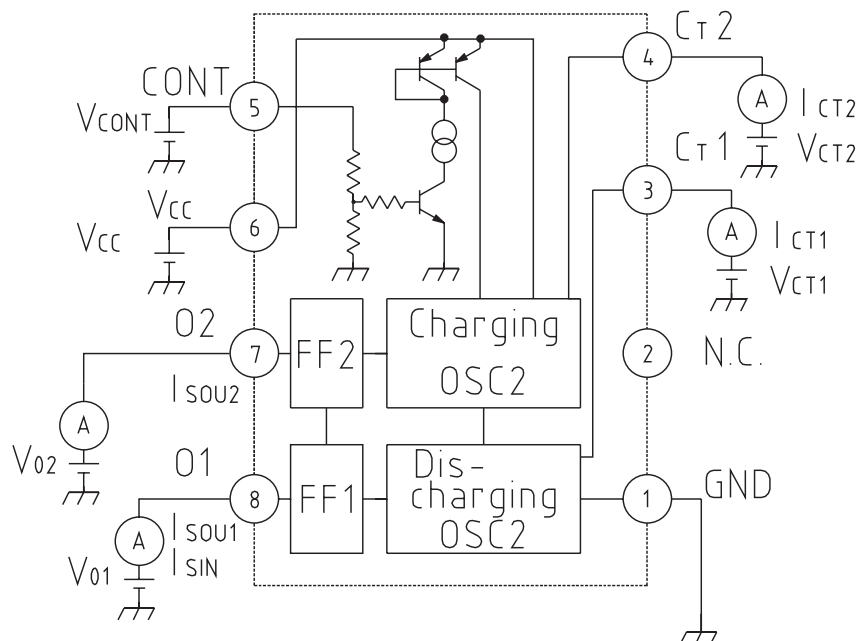 CT2
4
A
ICT2
VCT2
CONT
5
VCONT
CT1
3
A
ICT1
VCT1
VCC
6
VCC
O2
7
ISOU2
FF2
Charging
OSC2
2
N.C.
A
VO2
O1
8
FF1
Dis-
charging
OSC2
1
GND
A
ISOU1
ISIN
VO1